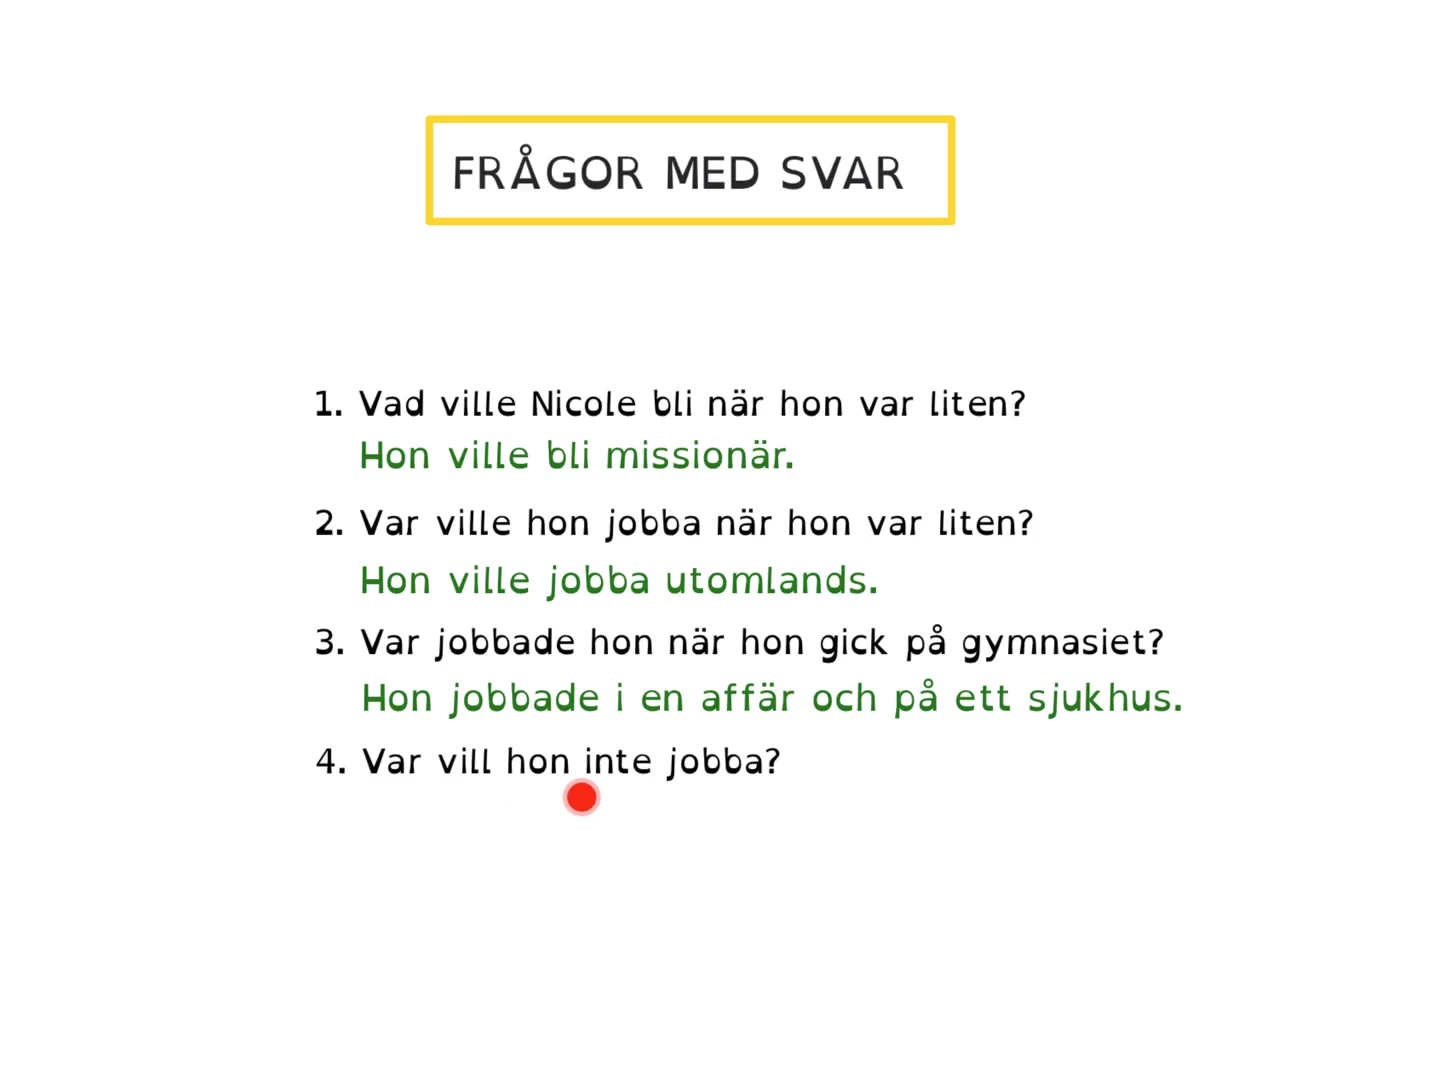 FRÅGOR MED SVAR
1. Vad ville Nicole bli när hon var liten?
Hon ville bli missionär.
2. Var ville hon jobba när hon var liten?
Hon ville jobba utomlands.
3. Var jobbade hon när hon gick på gymnasiet?
Hon jobbade i en affär och på ett sjukhus.
4. Var vill hon inte jobba?